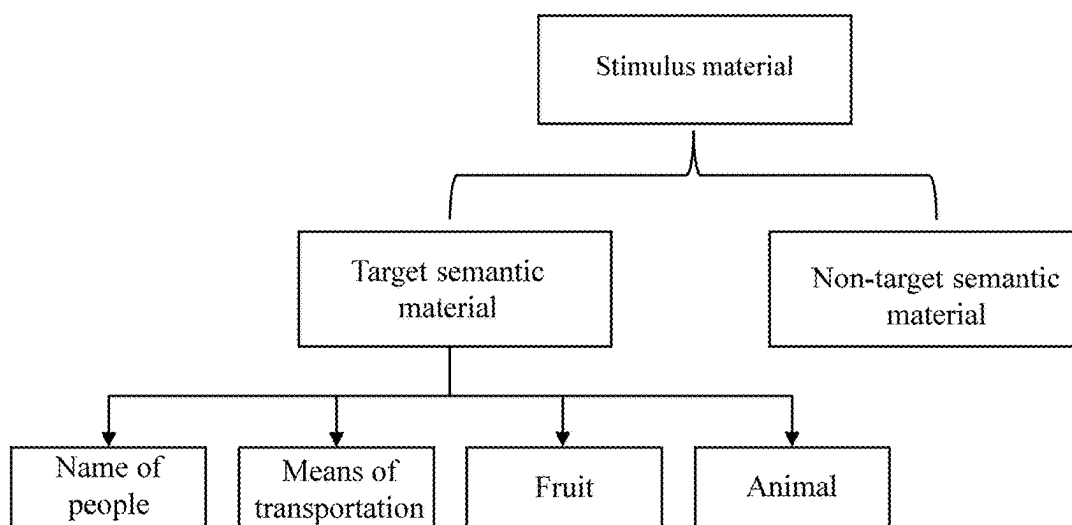 Stimulus material
Target semantic
material
Non-target semantic
material
Name of
people
Means of
transportation
Fruit
Animal